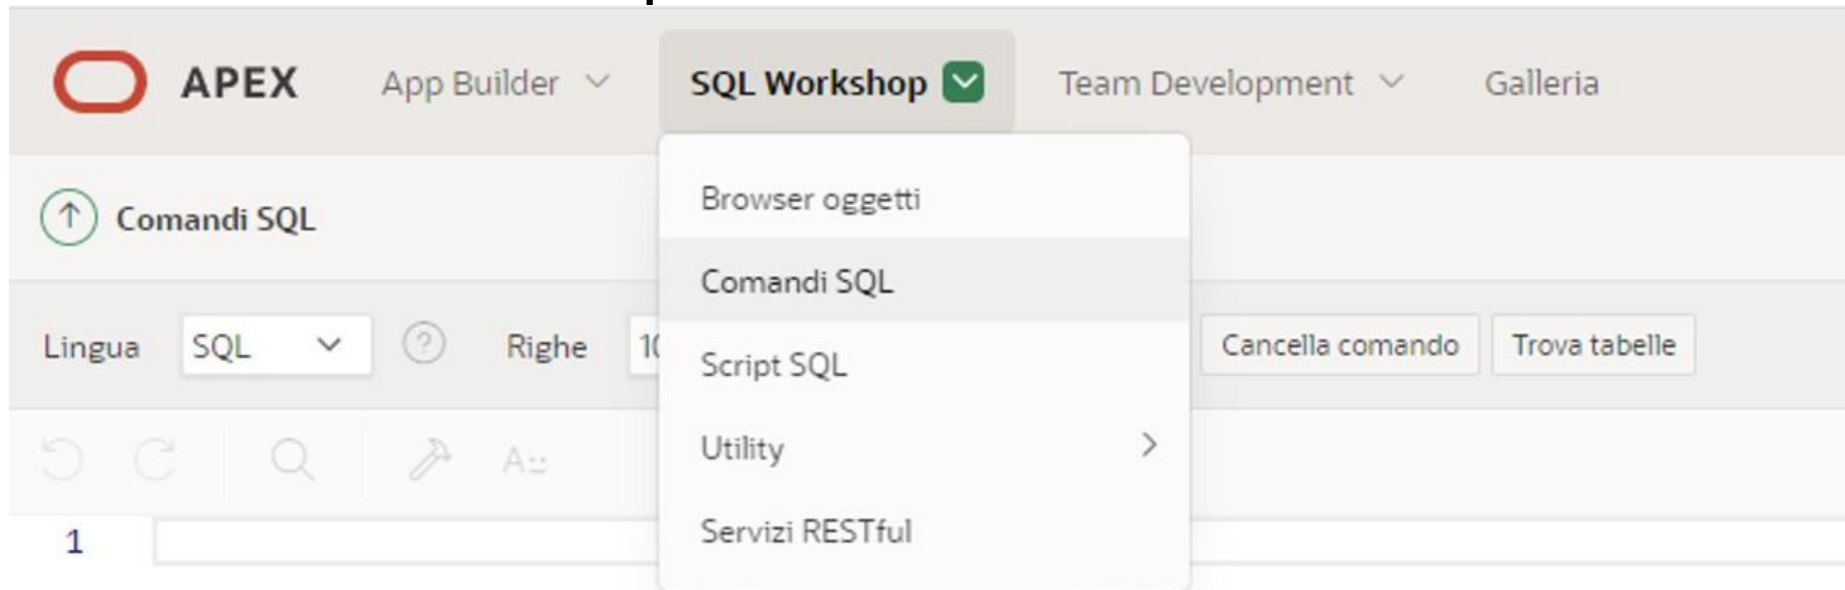 APEX App Builder SQL Workshop Team Development Galleria
Comandi SQL
Browser oggetti
Comandi SQL
Script SQL
Utility
Servizi RESTful
Lingua SQL Righe Cancella comando Trova tabelle
1